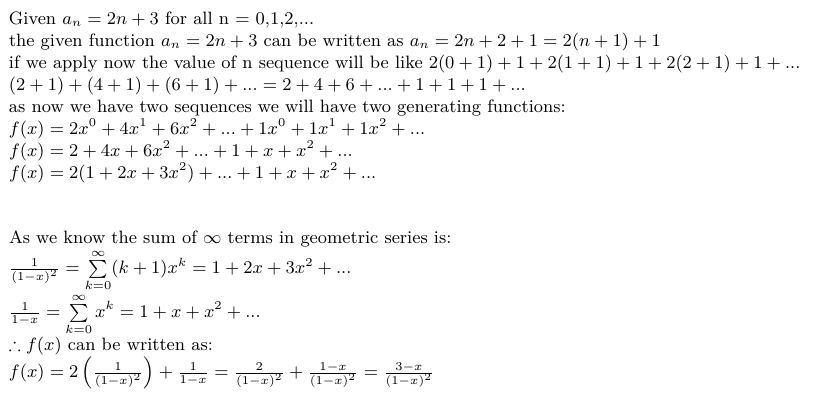 Given $a_n = 2n + 3$ for all n = 0,1,2,...
the given function $a_n = 2n + 3$ can be written as $a_n = 2n + 2 + 1 = 2(n + 1) + 1$
if we apply now the value of n sequence will be like $2(0 + 1) + 1 + 2(1 + 1) + 1 + 2(2 + 1) + 1 + ...$
$(2 + 1) + (4 + 1) + (6 + 1) + ... = 2 + 4 + 6 + ... + 1 + 1 + 1 + ...$
as now we have two sequences we will have two generating functions:
$f(x) = 2x^0 + 4x^1 + 6x^2 + ... + 1x^0 + 1x^1 + 1x^2 + ...$
$f(x) = 2 + 4x + 6x^2 + ... + 1 + x + x^2 + ...$
$f(x) = 2(1 + 2x + 3x^2) + ... + 1 + x + x^2 + ...$
As we know the sum of $\infty$ terms in geometric series is:
$\frac{1}{(1-x)^2} = \sum\limits_{k=0}^{\infty} (k + 1)x^k = 1 + 2x + 3x^2 + ...$
$\frac{1}{1-x} = \sum\limits_{k=0}^{\infty} x^k = 1 + x + x^2 + ...$
$\therefore f(x)$ can be written as:
$f(x) = 2\left(\frac{1}{(1-x)^2}\right) + \frac{1}{1-x} = \frac{2}{(1-x)^2} + \frac{1-x}{(1-x)^2} = \frac{3-x}{(1-x)^2}$